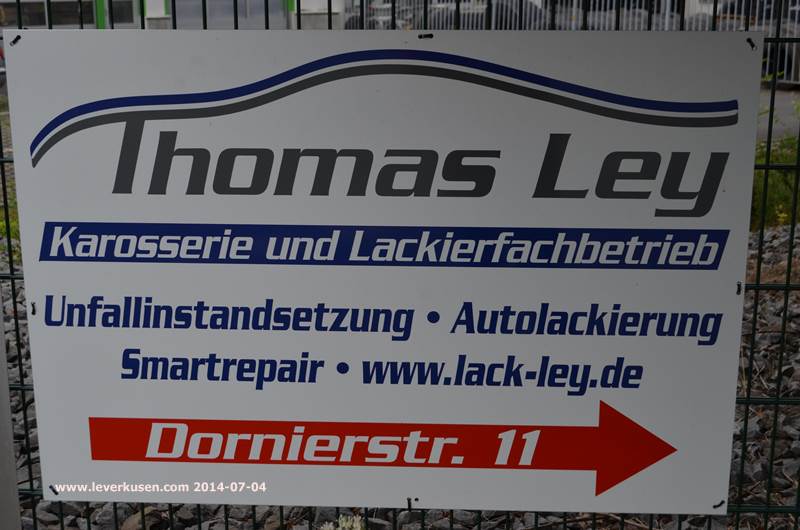 Thomas Ley
Karosserie und Lackierfachbetrieb
Unfallinstandsetzung • Autolackierung
Smartrepair • www.lack-ley.de
Dornierstr. 11
www.leverkusen.com 2014-07-04